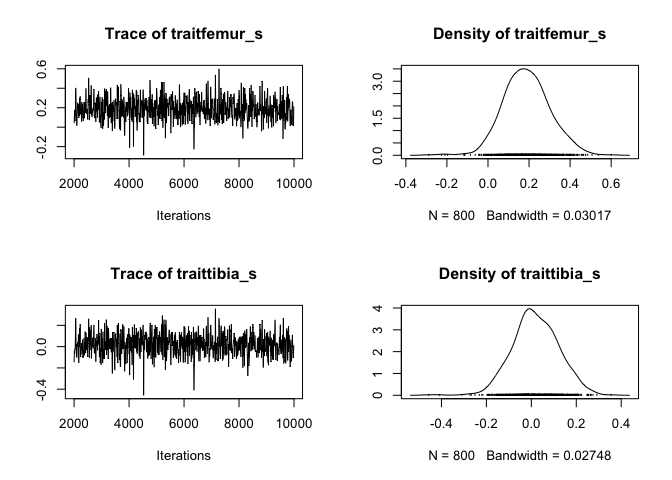 Trace of traitfemur_s
0.6
0.2
-0.2
2000 4000 6000 8000 10000
Iterations
Density of traitfemur_s
3.0
1.5
0.0
-0.4 -0.2 0.0 0.2 0.4 0.6
N = 800 Bandwidth = 0.03017
Trace of traittibia_s
0.0
-0.4
2000 4000 6000 8000 10000
Iterations
Density of traittibia_s
4
3
2
1
0
-0.4 -0.2 0.0 0.2 0.4
N = 800 Bandwidth = 0.02748